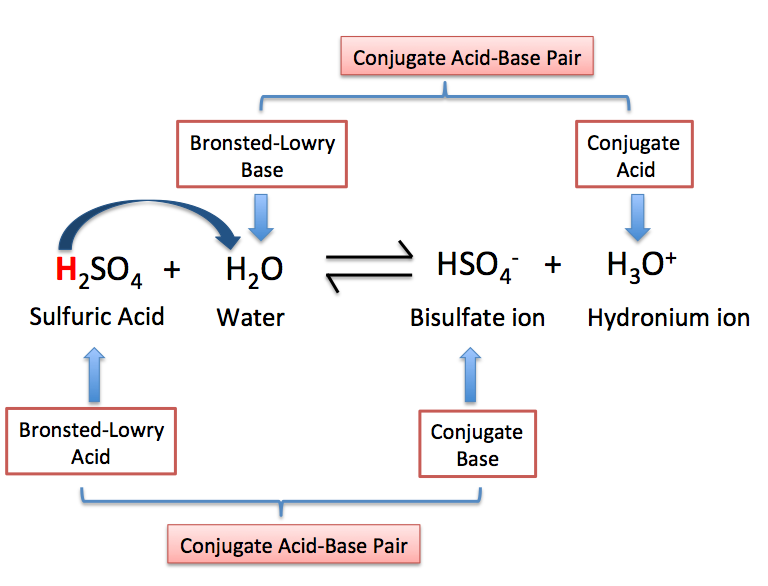 Conjugate Acid-Base Pair
Bronsted-Lowry
Base
Conjugate
Acid
H₂SO₄ + H₂O ⇌ HSO₄⁻ + H₃O⁺
Sulfuric Acid Water Bisulfate ion Hydronium ion
Bronsted-Lowry
Acid
Conjugate
Base
Conjugate Acid-Base Pair